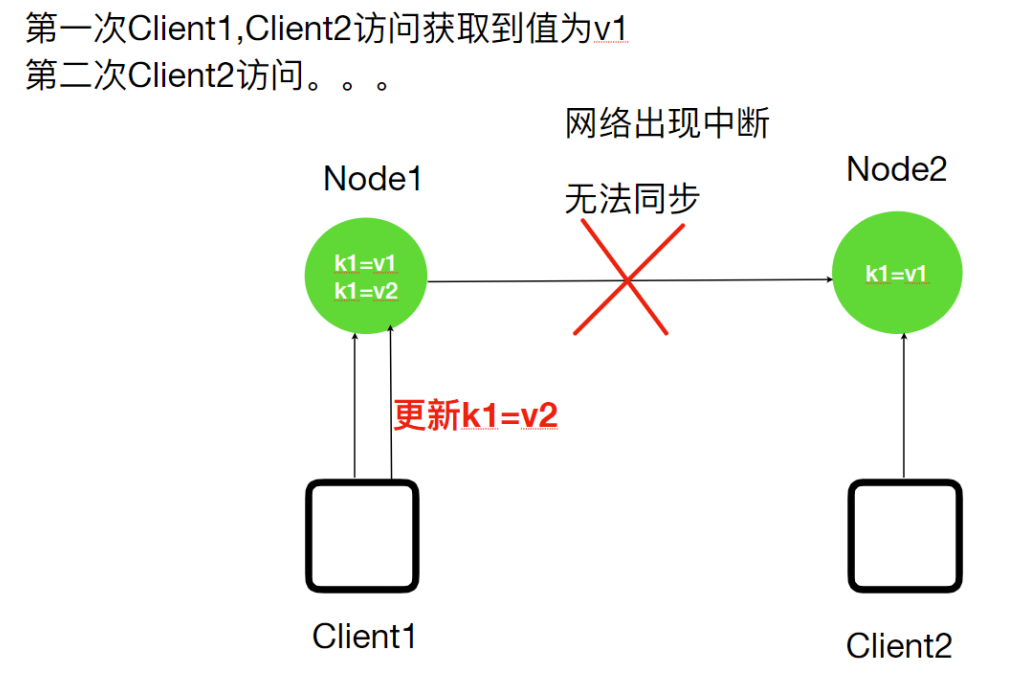 第一次Client1,Client2访问获取到值为v1
第二次Client2访问。。。
网络出现中断
无法同步
Node1
Node2
k1=v1
k1=v2
k1=v1
更新k1=v2
Client1
Client2